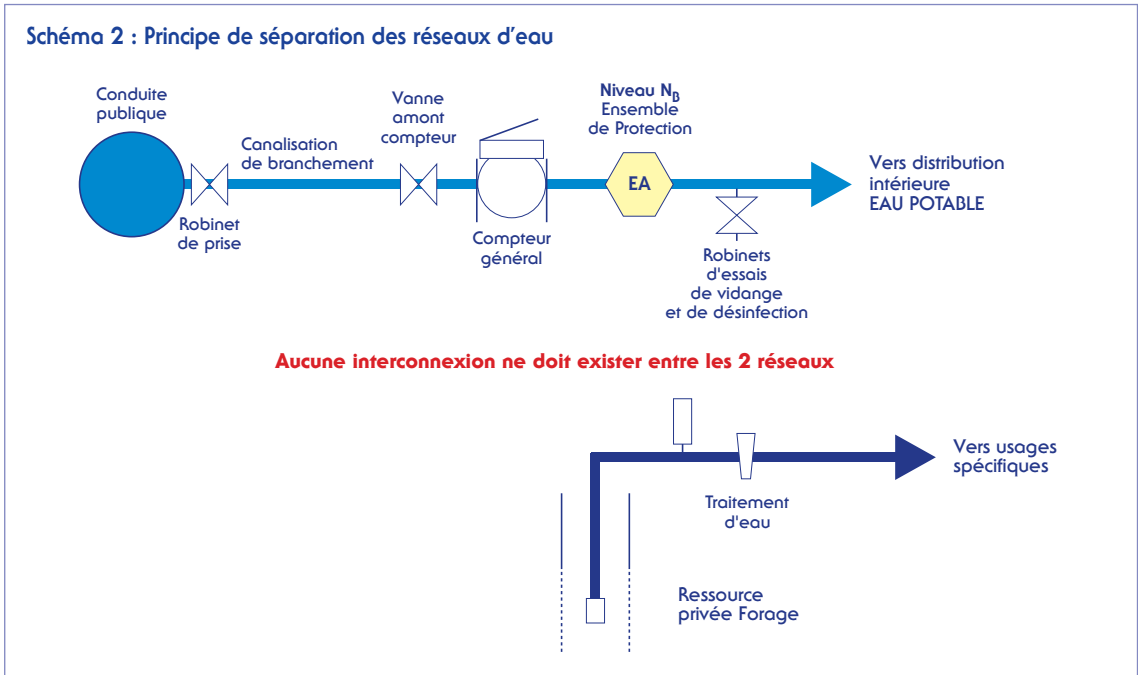 Schéma 2 : Principe de séparation des réseaux d'eau
Conduite
publique
Canalisation
de branchement
Robinet
de prise
Vanne
amont
compteur
Compteur
général
Niveau NB
Ensemble
de Protection
EA
Robinets
d'essais
de vidange
et de désinfection
Vers distribution
intérieure
EAU POTABLE
Aucune interconnexion ne doit exister entre les 2 réseaux
Traitement
d'eau
Vers usages
spécifiques
Ressource
privée Forage